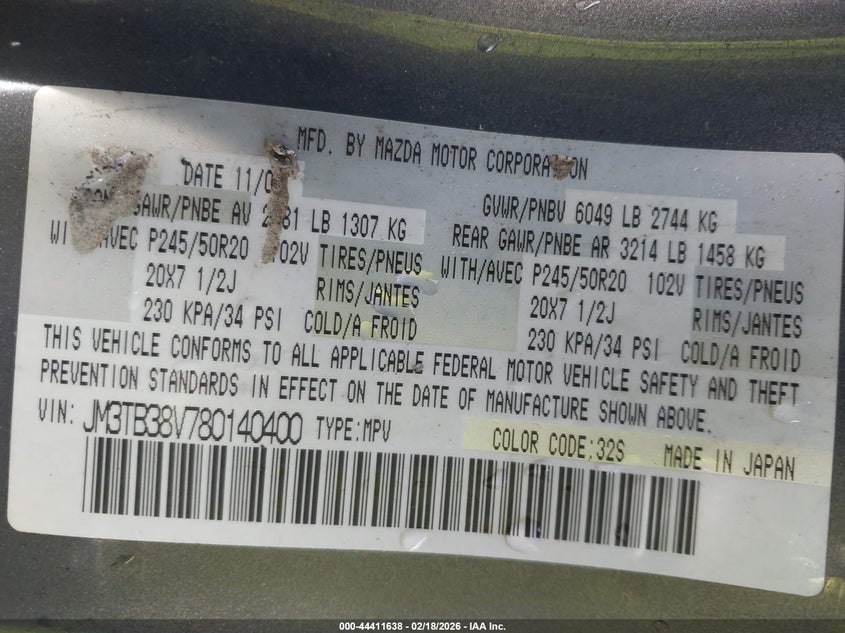 MFD. BY MAZDA MOTOR CORPORATION
DATE 11/0
GVWR/PNBV 6049 LB 2744 KG
GAWR/PNBE AV 2 81 LB 1307 KG
REAR GAWR/PNBE AR 3214 LB 1458 KG
P245/50R20 102V TIRES/PNEUS
WITH/AVEC P245/50R20 102V TIRES/PNEUS
20X7 1/2J RIMS/JANTES
20X7 1/2J RIMS/JANTES
230 KPA/34 PSI COLD/A FROID
230 KPA/34 PSI COLD/A FROID
THIS VEHICLE CONFORMS TO ALL APPLICABLE FEDERAL MOTOR VEHICLE SAFETY AND THEFT
PREVENTION STANDARDS IN EFFECT ON THE DATE OF MANUFACTURE SHOWN ABOVE.
VIN: JM3TB38V780140400 TYPE:MPV
COLOR CODE:32S MADE IN JAPAN
000-44411638 - 02/18/2026 - IAA Inc.